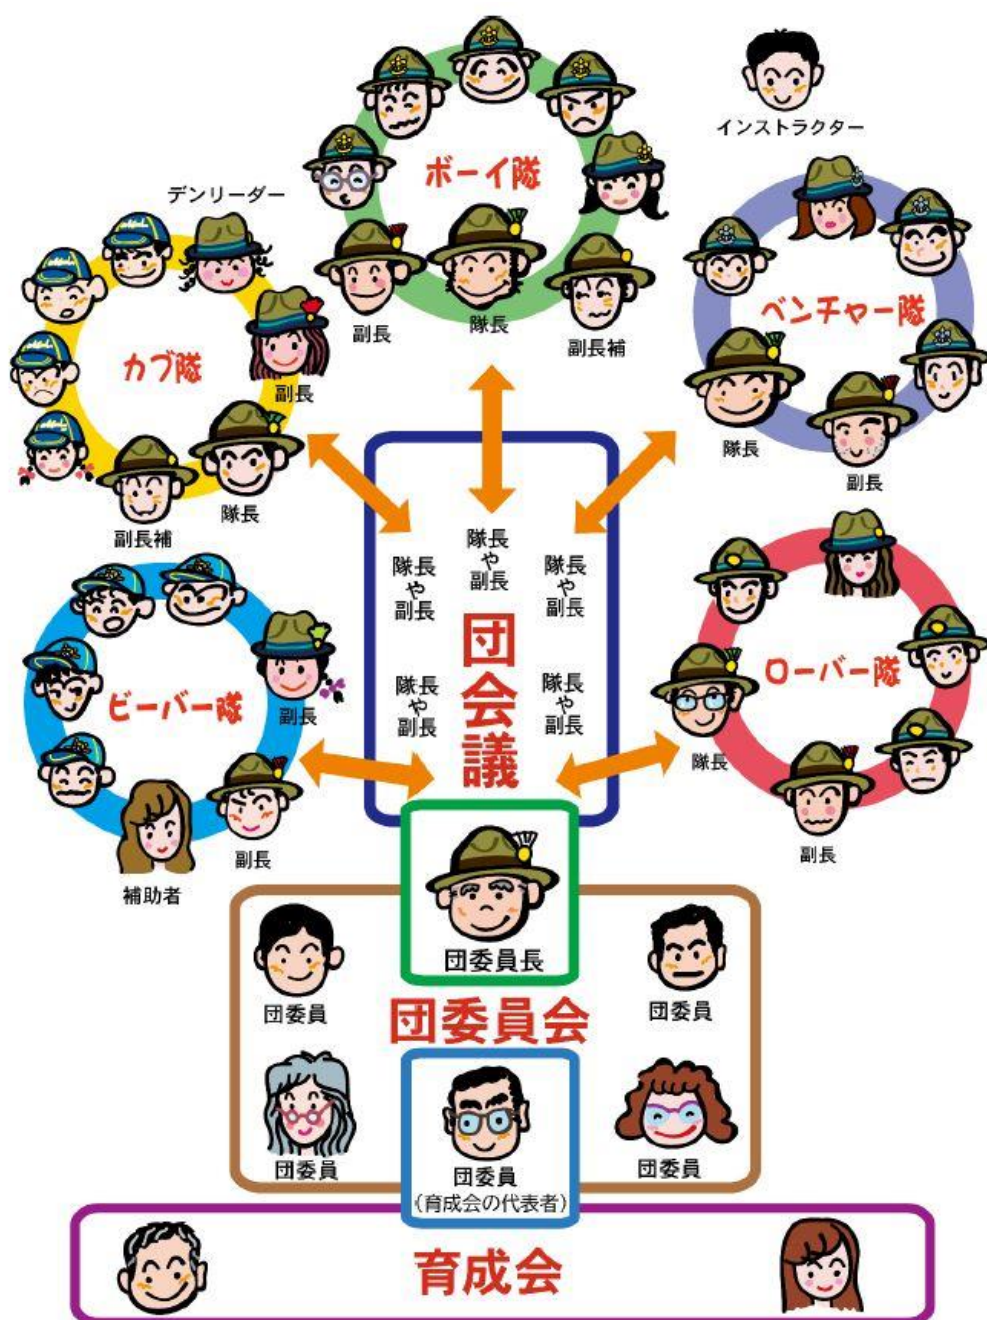 インストラクター
ボーイ隊
デンリーダー
副長
隊長
副長補
カブ隊
副長
隊長
副長補
ベンチャー隊
隊長
副長
隊長
や
副長
隊長
や
副長
隊長
や
副長
隊長
や
副長
隊長
や
副長
団会議
ビーバー隊
副長
副長
補助者
ローバー隊
隊長
副長
団委員長
団委員会
団委員
団委員
団委員
団委員
(育成会の代表者)
団委員
育成会